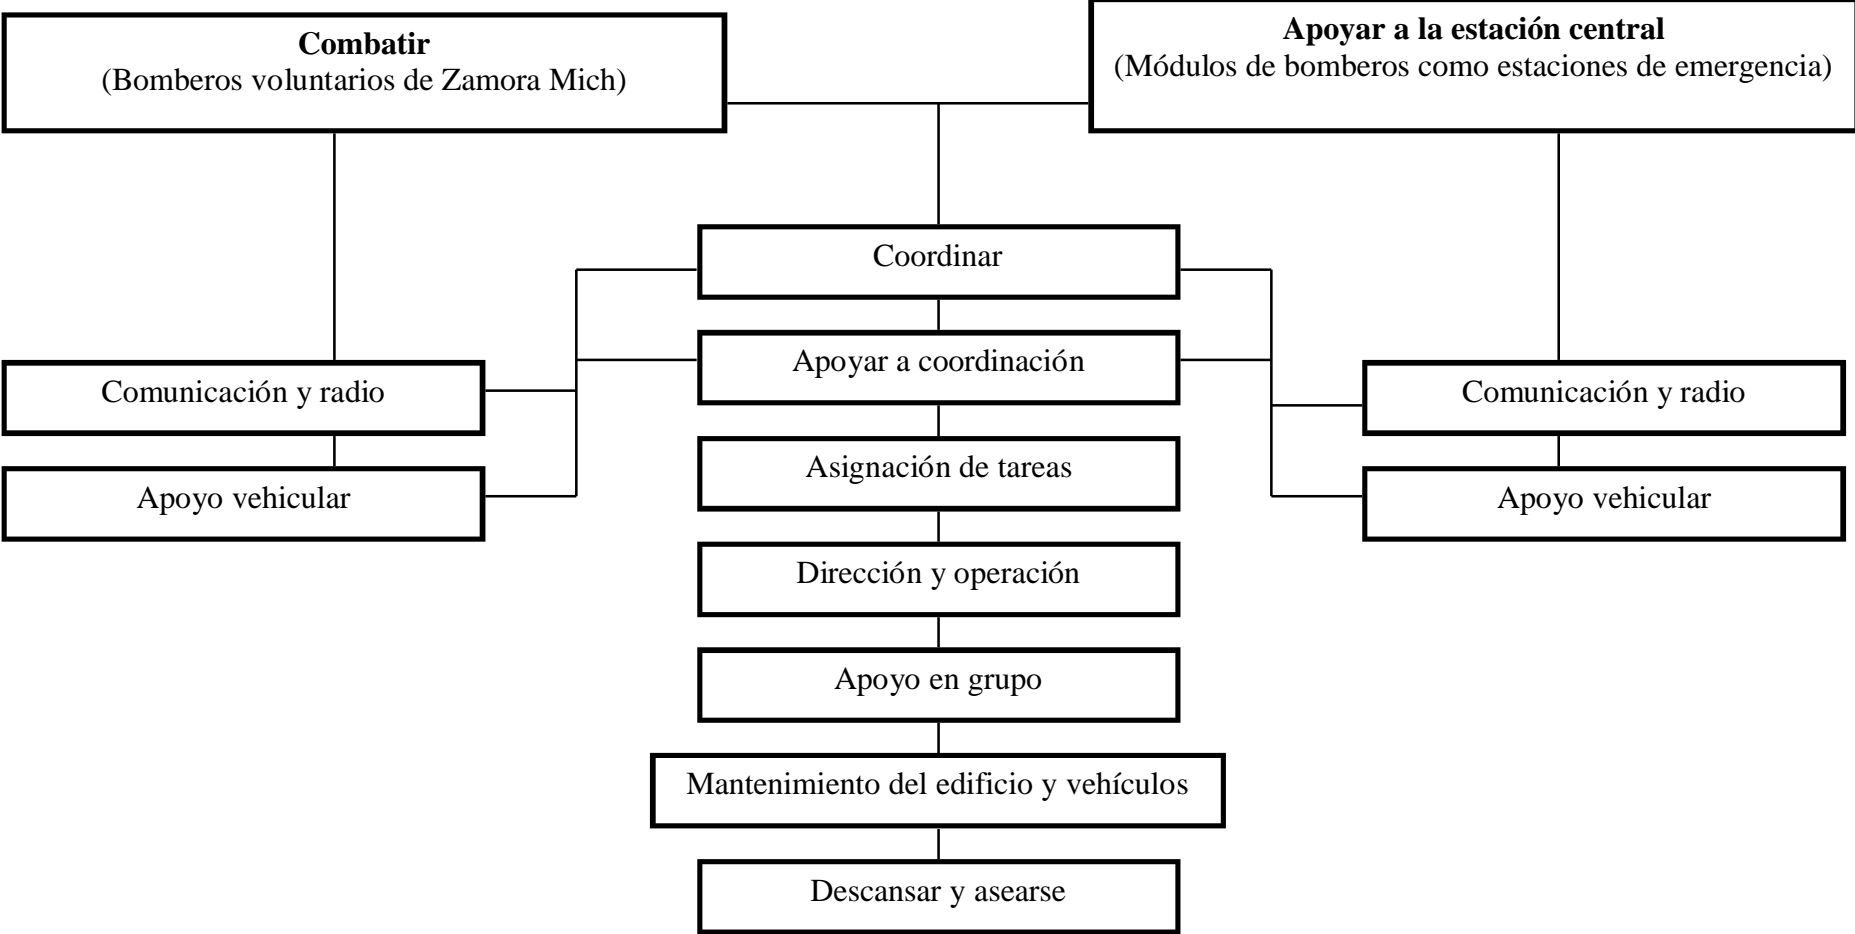 Combatir
(Bomberos voluntarios de Zamora Mich)
Apoyar a la estación central
(Módulos de bomberos como estaciones de emergencia)
Coordinar
Apoyar a coordinación
Comunicación y radio
Comunicación y radio
Asignación de tareas
Apoyo vehicular
Apoyo vehicular
Dirección y operación
Apoyo en grupo
Mantenimiento del edificio y vehículos
Descansar y asearse